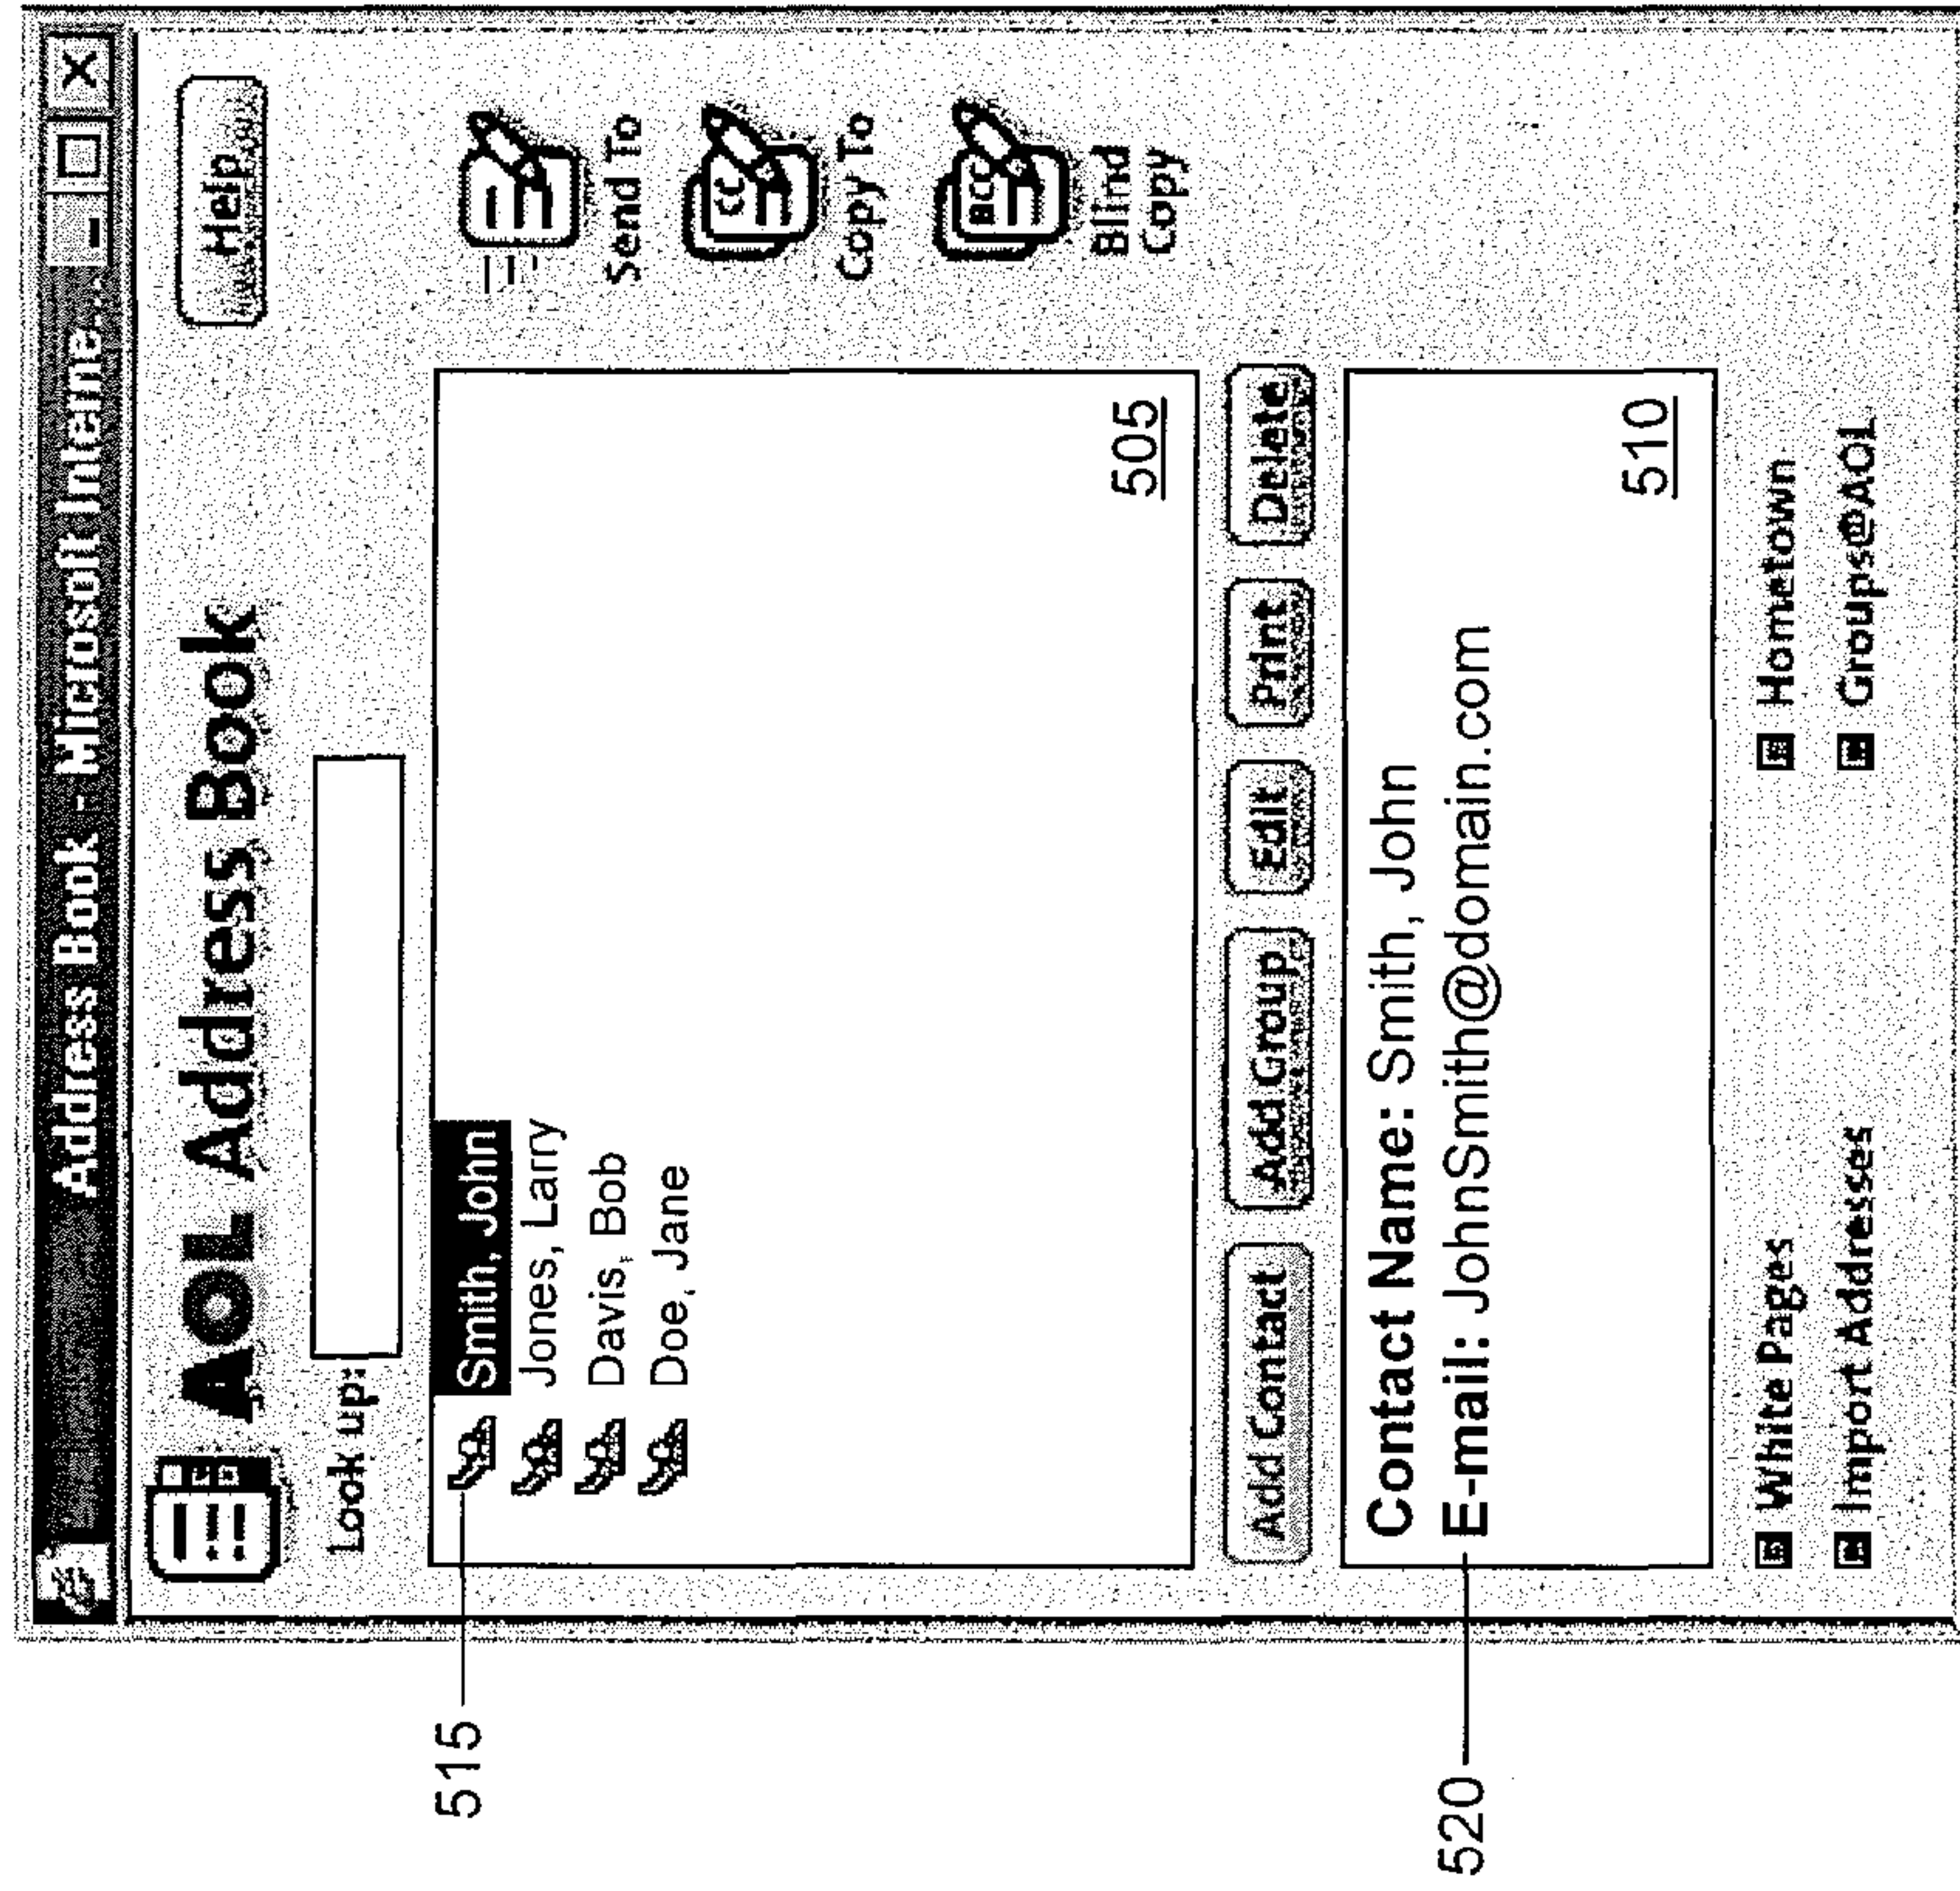 Address Book - Microsoft Interne...
AOL Address Book
Help
Look up:
515
Smith, John
Jones, Larry
Davis, Bob
Doe, Jane
505
Send To
CC
Copy To
BCC
Blind
Copy
Add Contact
Add Group
Edit
Print
Delete
Contact Name: Smith, John
520
E-mail: JohnSmith@domain.com
510
White Pages
Hometown
Import Addresses
Groups@AOL